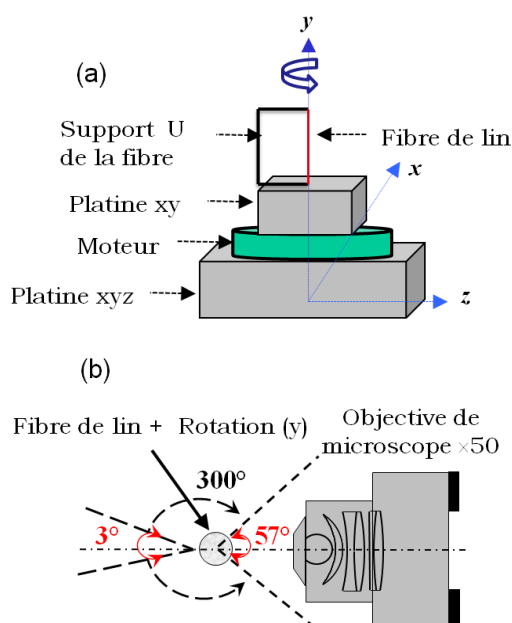 (a)
y
Support U
de la fibre
Fibre de lin
x
Platine xy
Moteur
Platine xyz
z
(b)
Fibre de lin + Rotation (y)
Objective de
microscope ×50
300°
3°
57°